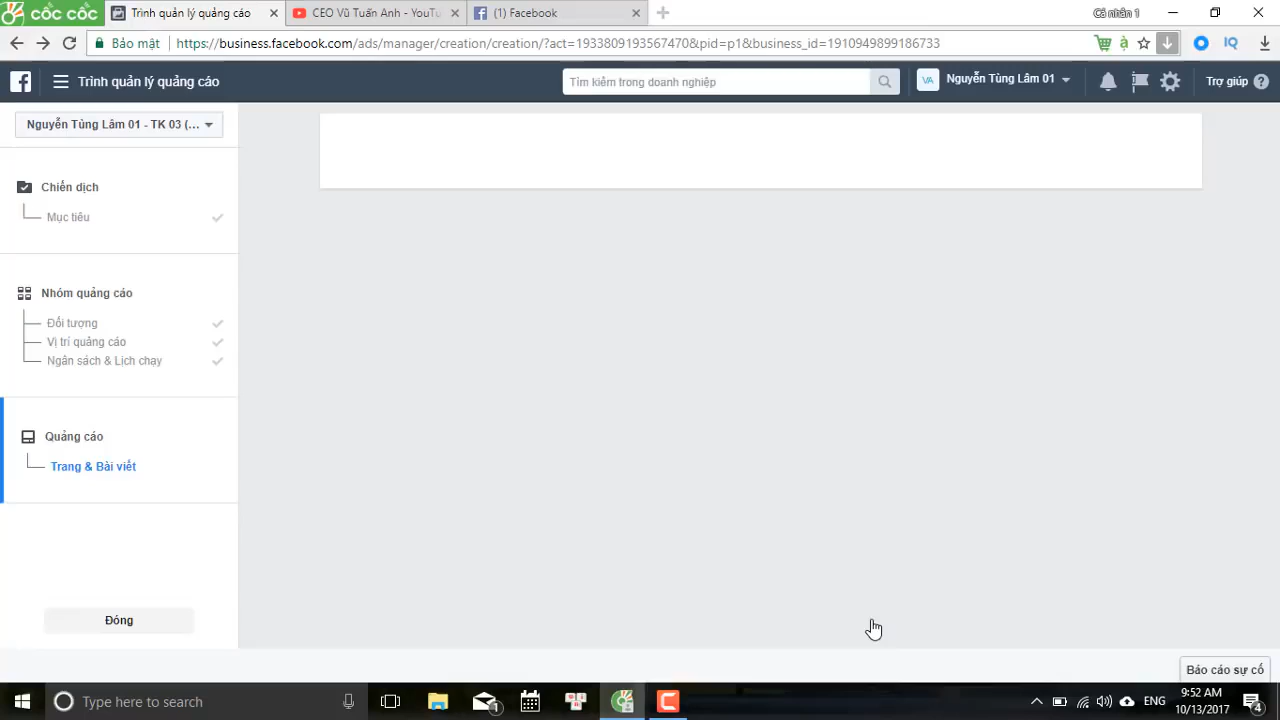 cốc cốc
Trình quản lý quảng cáo
CEO Vũ Tuấn Anh - YouTu
(1) Facebook
Cá nhân 1
Bảo mật
https://business.facebook.com/ads/manager/creation/creation/?act=193380919356747​0&pid=p1&business_id=1910949899186733
Trình quản lý quảng cáo
Tìm kiếm trong doanh nghiệp
VA
Nguyễn Tùng Lâm 01
Trợ giúp
Nguyễn Tùng Lâm 01 - TK 03 (...
Chiến dịch
Mục tiêu
Nhóm quảng cáo
Đối tượng
Vị trí quảng cáo
Ngân sách & Lịch chạy
Quảng cáo
Trang & Bài viết
Đóng
Báo cáo sự cố
Type here to search
1
ENG
9:52 AM
10/13/2017
4